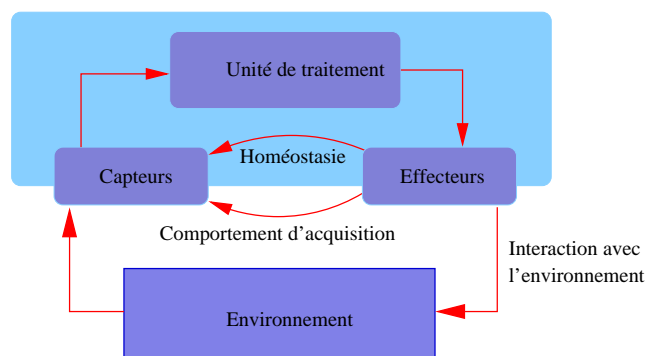 Unité de traitement
Homéostasie
Capteurs
Effecteurs
Comportement d’acquisition
Interaction avec
l’environnement
Environnement